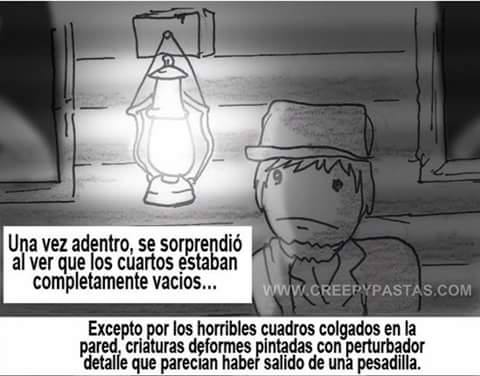 Una vez adentro, se sorprendió
al ver que los cuartos estaban
completamente vacios...
WWW.CREEPYPASTAS.COM
Excepto por los horribles cuadros colgados en la
pared, criaturas deformes pintadas con perturbador
detalle que parecían haber salido de una pesadilla.